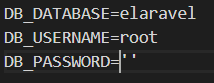 DB_DATABASE=elaravel
DB_USERNAME=root
DB_PASSWORD=''